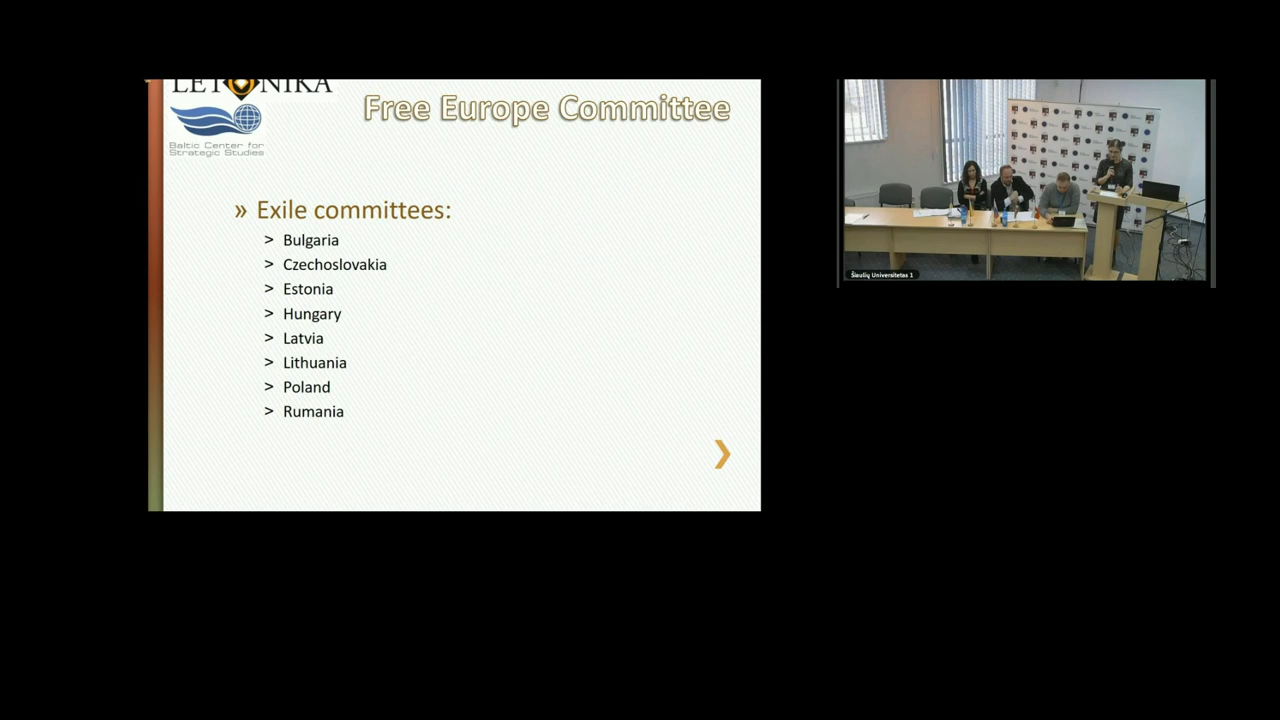 LETONIKA
Free Europe Committee
Baltic Center for
Strategic Studies
» Exile committees:
> Bulgaria
> Czechoslovakia
> Estonia
> Hungary
> Latvia
> Lithuania
> Poland
> Rumania
Šiaulių Universitetas 1